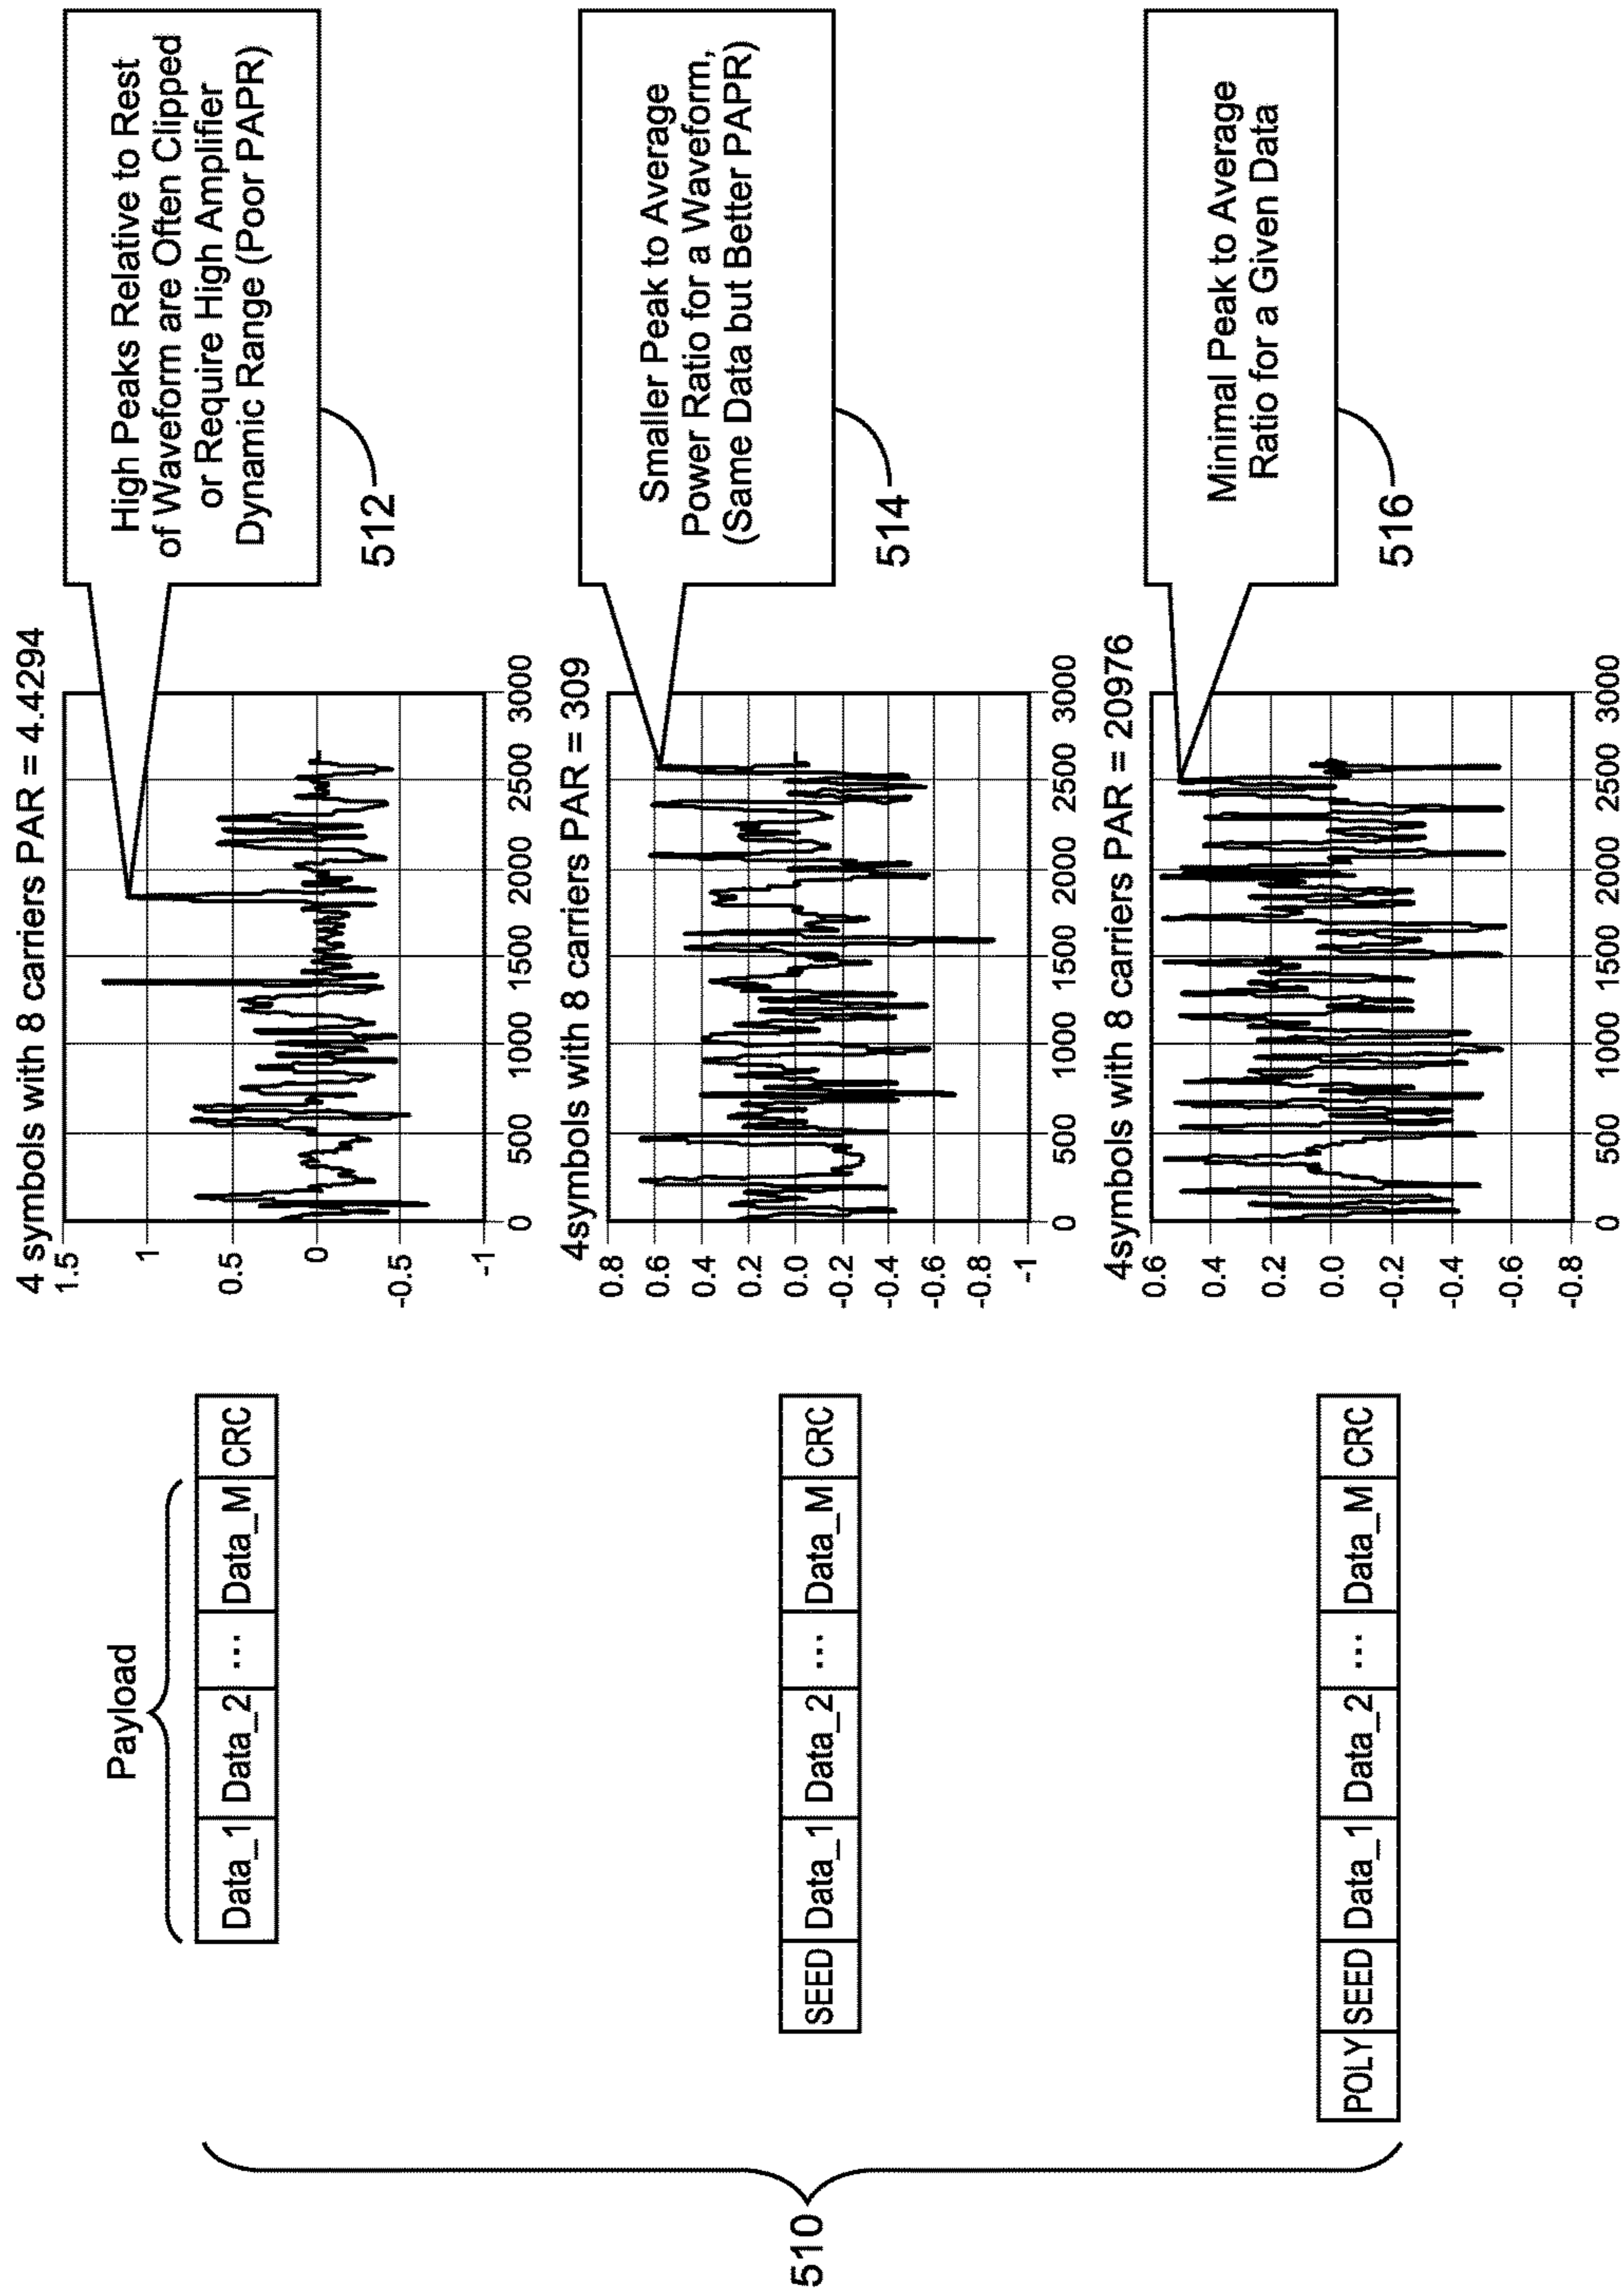 510
Payload
Data_1 Data_2 ... Data_M CRC
4 symbols with 8 carriers PAR = 4.4294
1.5
1
0.5
0
-0.5
-1
0 500 1000 1500 2000 2500 3000
High Peaks Relative to Rest
of Waveform are Often Clipped
or Require High Amplifier
Dynamic Range (Poor PAPR)
512
SEED Data_1 Data_2 ... Data_M CRC
4symbols with 8 carriers PAR = 309
0.8
0.6
0.4
0.2
0.0
-0.2
-0.4
-0.6
-0.8
-1
0 500 1000 1500 2000 2500 3000
Smaller Peak to Average
Power Ratio for a Waveform,
(Same Data but Better PAPR)
514
POLY SEED Data_1 Data_2 ... Data_M CRC
4symbols with 8 carriers PAR = 20976
0.6
0.4
0.2
0.0
-0.2
-0.4
-0.6
-0.8
0 500 1000 1500 2000 2500 3000
Minimal Peak to Average
Ratio for a Given Data
516